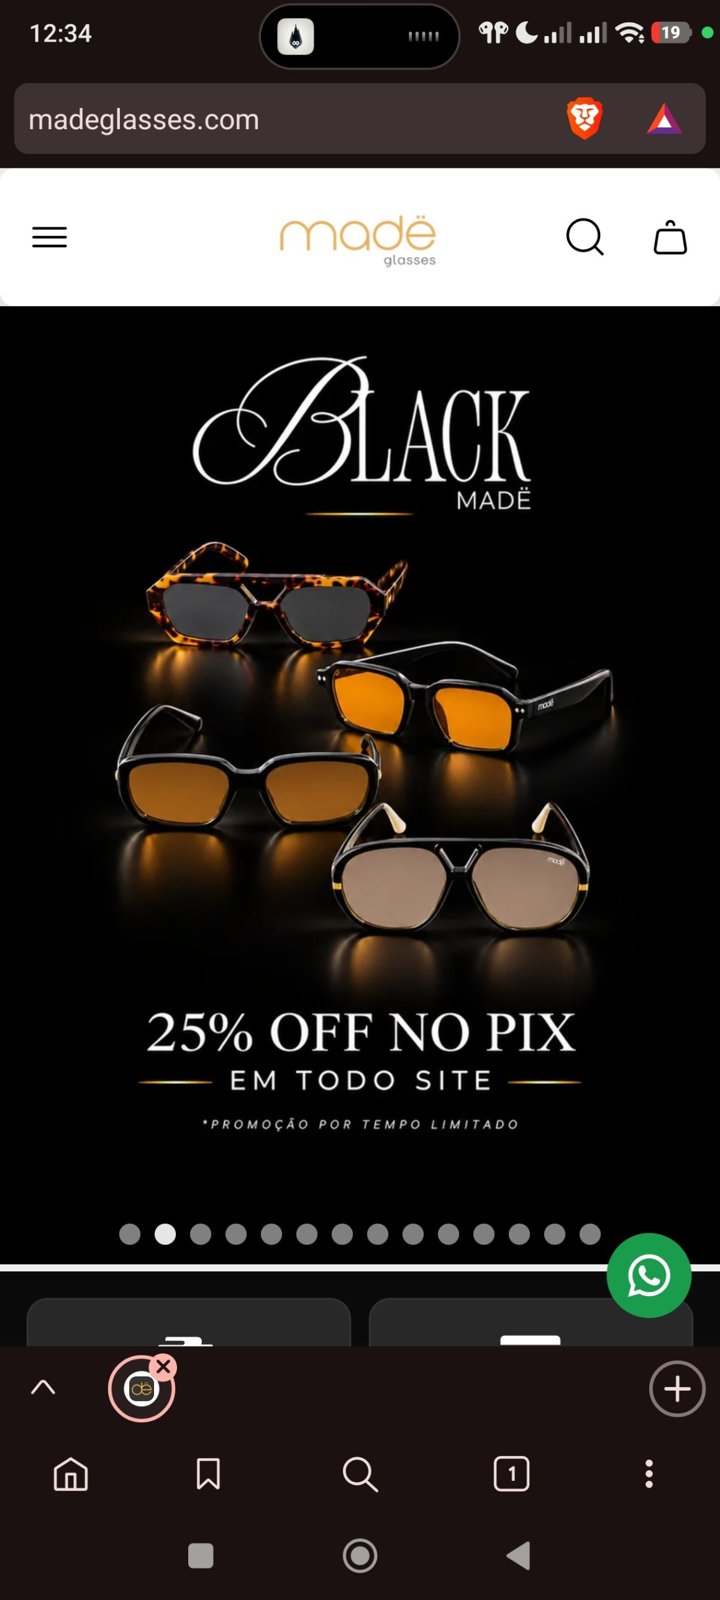 12:34
19
madeglasses.com
madë
glasses
BLACK
MADË
madë
madë
25% OFF NO PIX
EM TODO SITE
*PROMOÇÃO POR TEMPO LIMITADO
dë
1